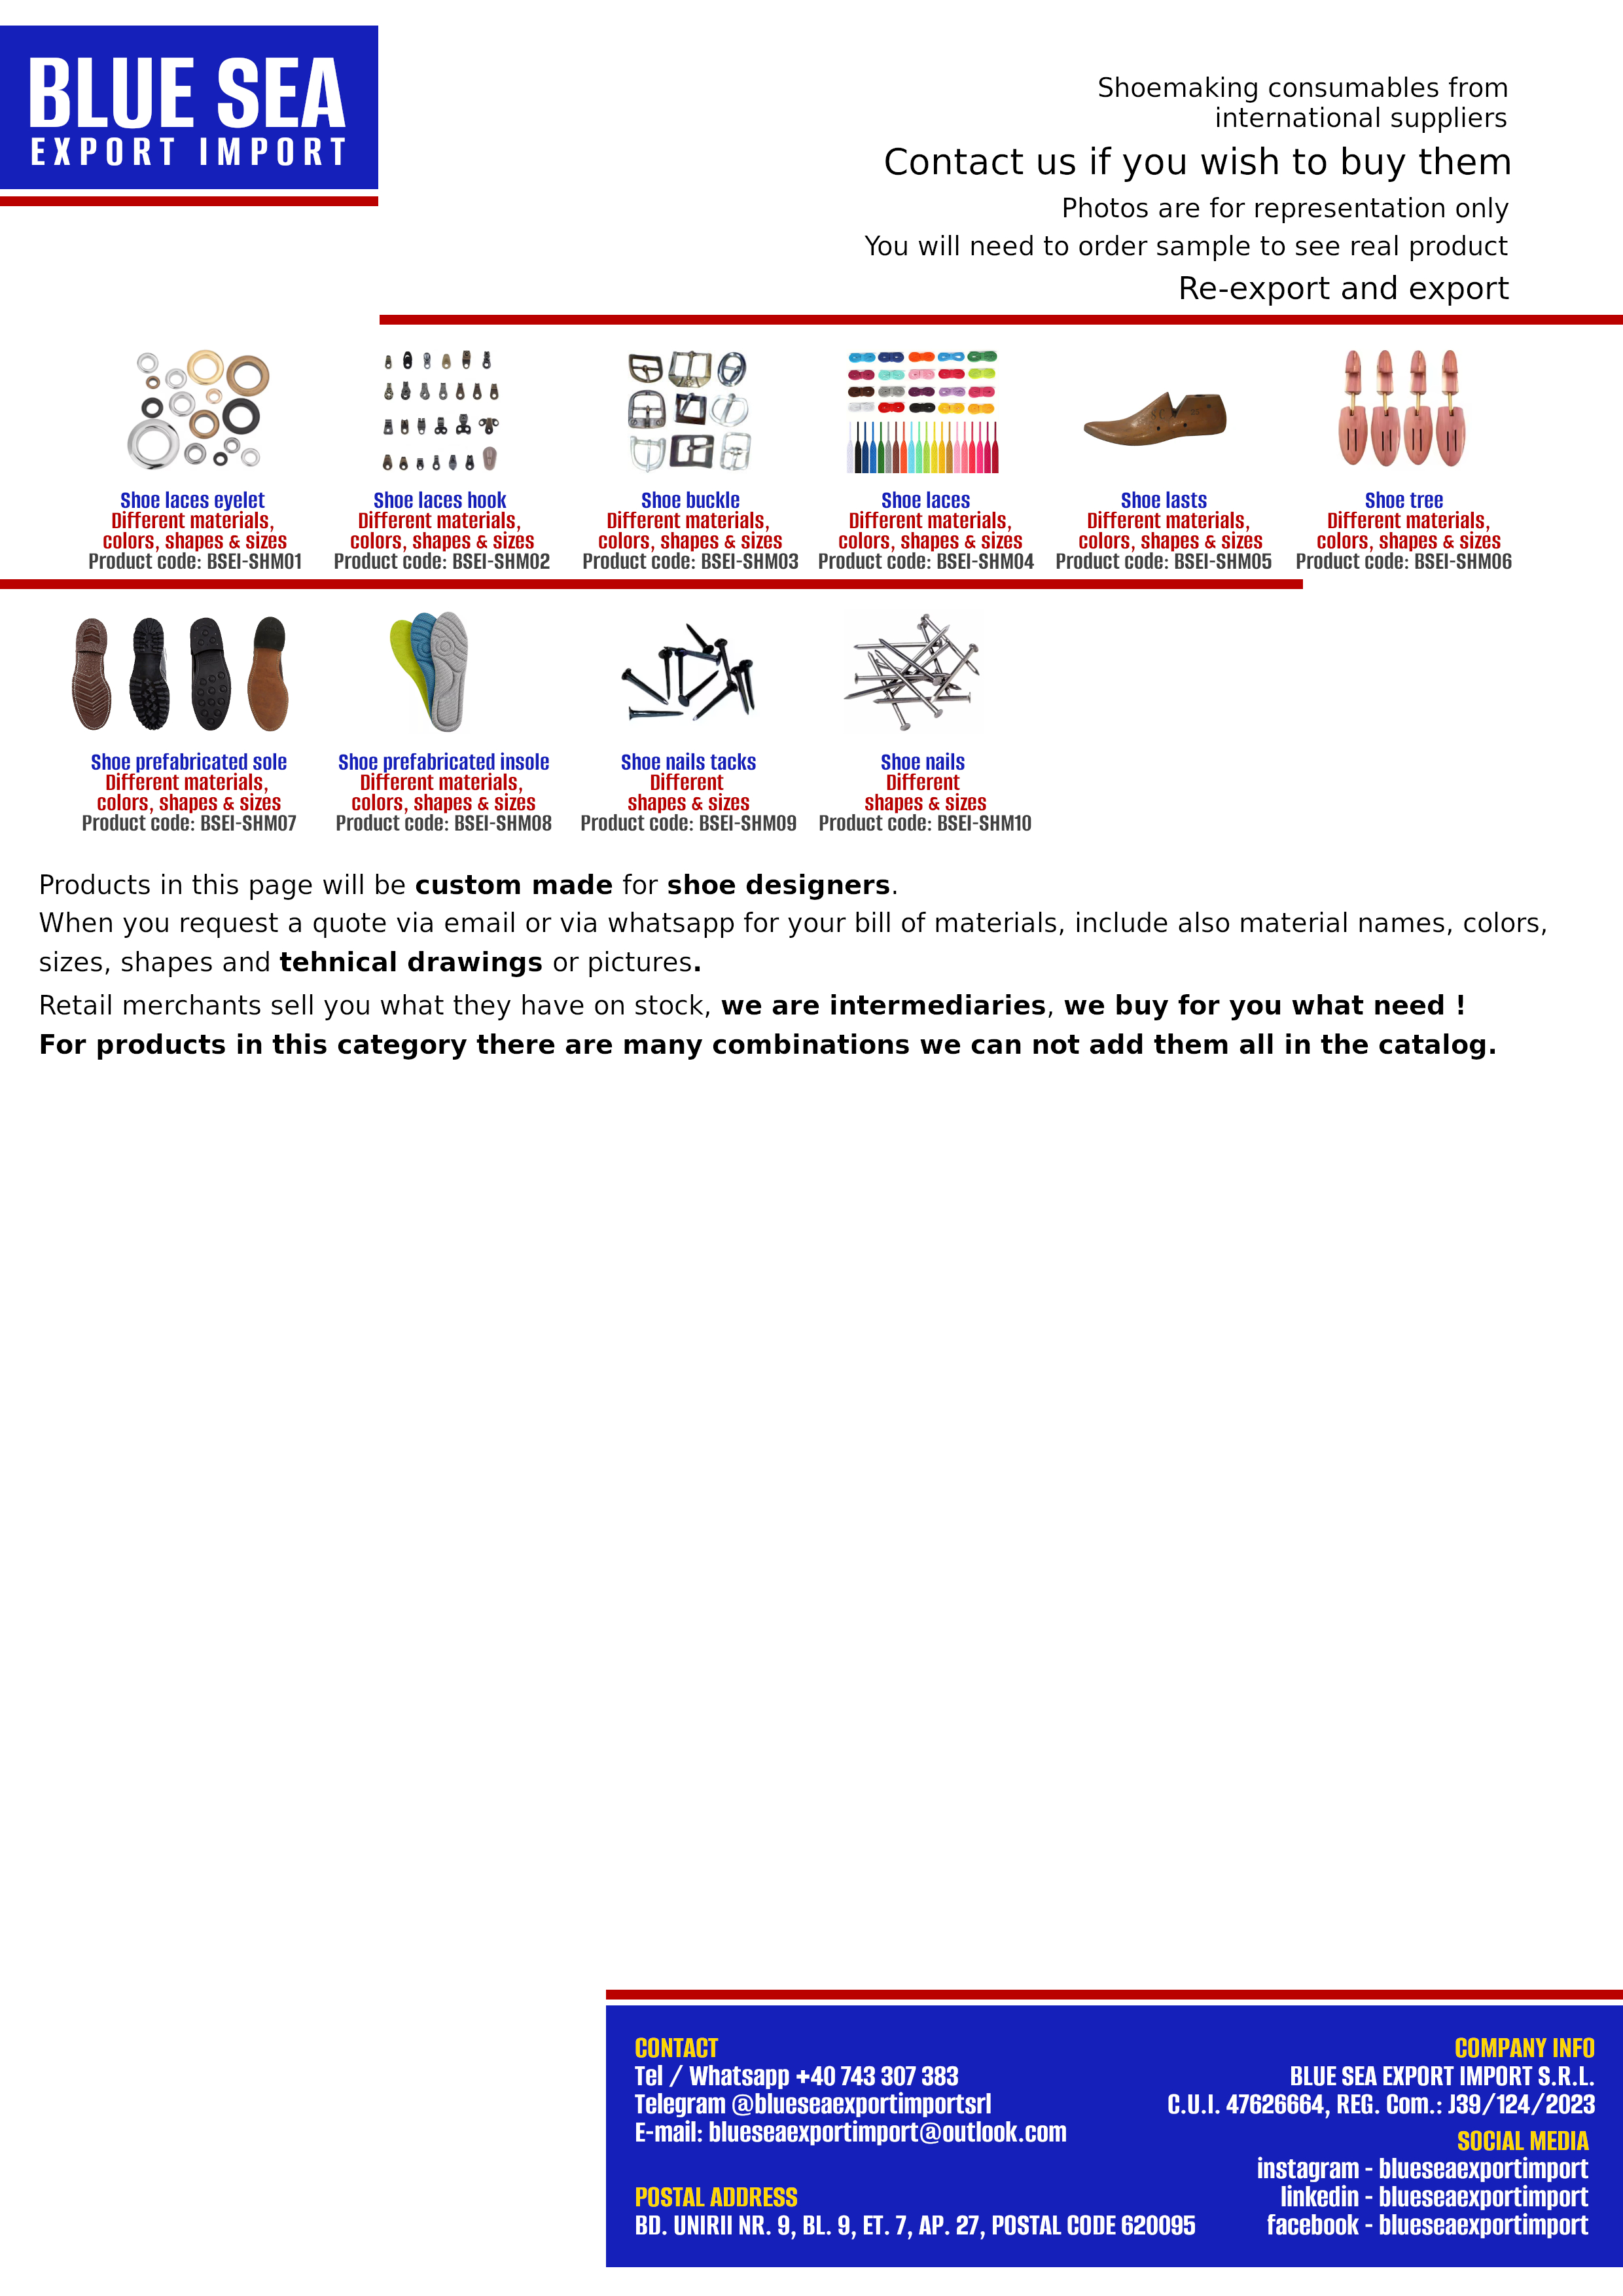 BLUE SEA
EXPORT IMPORT
Shoemaking consumables from
international suppliers
Contact us if you wish to buy them
Photos are for representation only
You will need to order sample to see real product
Re-export and export
Shoe laces eyelet
Different materials,
colors, shapes & sizes
Product code: BSEI-SHM01
Shoe laces hook
Different materials,
colors, shapes & sizes
Product code: BSEI-SHM02
Shoe buckle
Different materials,
colors, shapes & sizes
Product code: BSEI-SHM03
Shoe laces
Different materials,
colors, shapes & sizes
Product code: BSEI-SHM04
Shoe lasts
Different materials,
colors, shapes & sizes
Product code: BSEI-SHM05
Shoe tree
Different materials,
colors, shapes & sizes
Product code: BSEI-SHM06
Shoe prefabricated sole
Different materials,
colors, shapes & sizes
Product code: BSEI-SHM07
Shoe prefabricated insole
Different materials,
colors, shapes & sizes
Product code: BSEI-SHM08
Shoe nails tacks
Different
shapes & sizes
Product code: BSEI-SHM09
Shoe nails
Different
shapes & sizes
Product code: BSEI-SHM10
Products in this page will be custom made for shoe designers.
When you request a quote via email or via whatsapp for your bill of materials, include also material names, colors,
sizes, shapes and tehnical drawings or pictures.
Retail merchants sell you what they have on stock, we are intermediaries, we buy for you what need !
For products in this category there are many combinations we can not add them all in the catalog.
CONTACT
Tel / Whatsapp +40 743 307 383
Telegram @blueseaexportimportsrl
E-mail: blueseaexportimport@outlook.com
POSTAL ADDRESS
BD. UNIRII NR. 9, BL. 9, ET. 7, AP. 27, POSTAL CODE 620095
COMPANY INFO
BLUE SEA EXPORT IMPORT S.R.L.
C.U.I. 47626664, REG. Com.: J39/124/2023
SOCIAL MEDIA
instagram - blueseaexportimport
linkedin - blueseaexportimport
facebook - blueseaexportimport